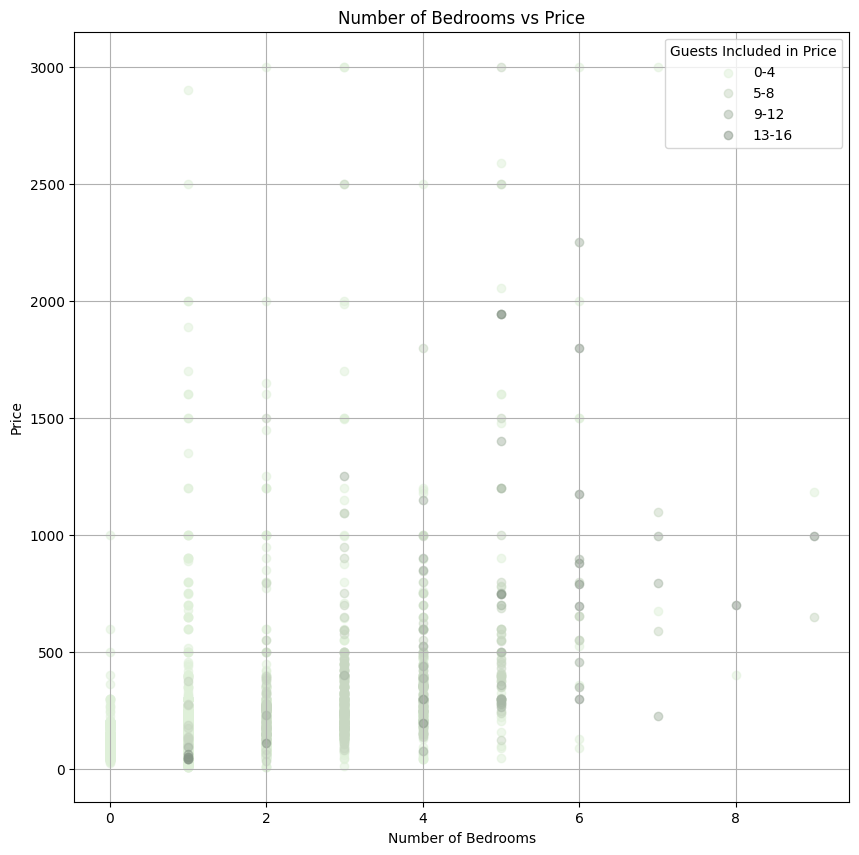 Number of Bedrooms vs Price
Guests Included in Price
0-4
5-8
9-12
13-16
Price
3000
2500
2000
1500
1000
500
0
0 2 4 6 8
Number of Bedrooms